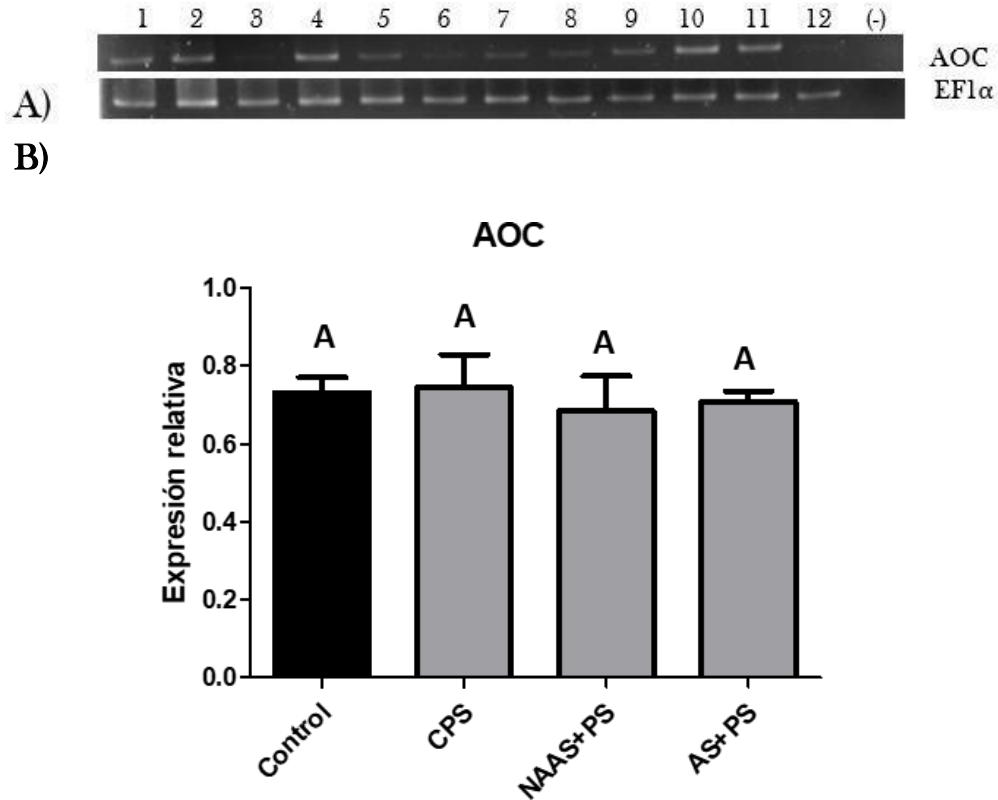 1 2 3 4 5 6 7 8 9 10 11 12 (-)
AOC
EF1α
A)
B)
AOC
Expresión relativa
1.0
0.8
0.6
0.4
0.2
0.0
A A A A
Control CPS NAAS+PS AS+PS